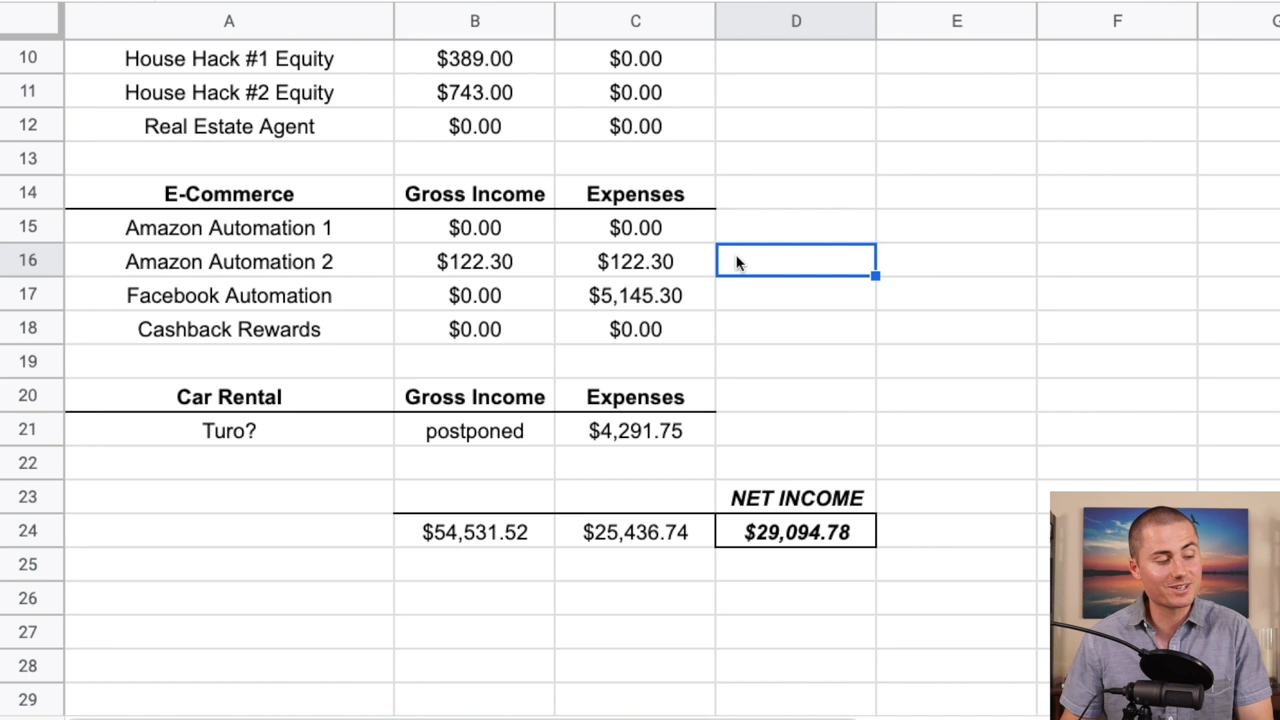 A B C D E F G
10 House Hack #1 Equity $389.00 $0.00
11 House Hack #2 Equity $743.00 $0.00
12 Real Estate Agent $0.00 $0.00
13
14 E-Commerce Gross Income Expenses
15 Amazon Automation 1 $0.00 $0.00
16 Amazon Automation 2 $122.30 $122.30
17 Facebook Automation $0.00 $5,145.30
18 Cashback Rewards $0.00 $0.00
19
20 Car Rental Gross Income Expenses
21 Turo? postponed $4,291.75
22
23 NET INCOME
24 $54,531.52 $25,436.74 $29,094.78
25
26
27
28
29